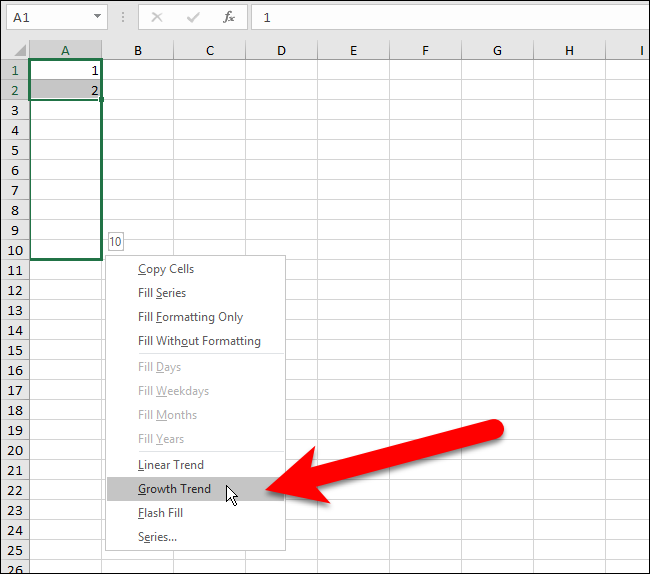 A1 fx 1
A B C D E F G H I
1 1
2 2
3
4
5
6
7
8
9
10
10
11
12
13
14
15
16
17
18
19
20
21
22
23
24
25
26
Copy Cells
Fill Series
Fill Formatting Only
Fill Without Formatting
Fill Days
Fill Weekdays
Fill Months
Fill Years
Linear Trend
Growth Trend
Flash Fill
Series...